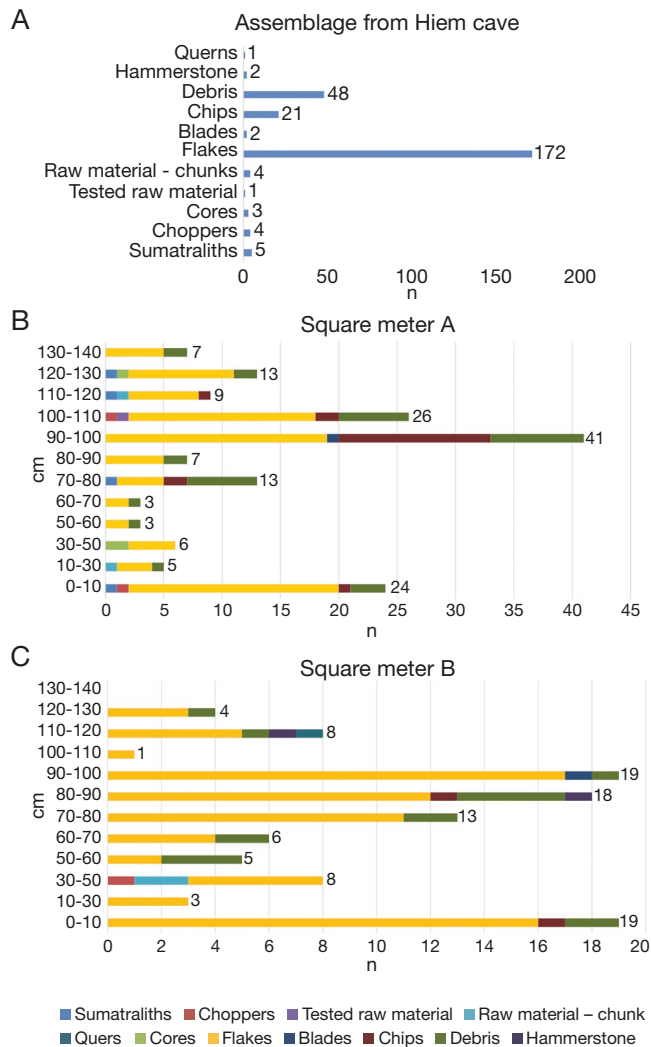 A
Assemblage from Hiem cave
Querns 1
Hammerstone 2
Debris 48
Chips 21
Blades 2
Flakes 172
Raw material - chunks 4
Tested raw material 1
Cores 3
Choppers 4
Sumatraliths 5
0 50 100 150 200
n
B
Square meter A
cm
130-140 7
120-130 13
110-120 9
100-110 26
90-100 41
80-90 7
70-80 13
60-70 3
50-60 3
30-50 6
10-30 5
0-10 24
0 5 10 15 20 25 30 35 40 45
n
C
Square meter B
cm
130-140
120-130 4
110-120 8
100-110 1
90-100 19
80-90 18
70-80 13
60-70 6
50-60 5
30-50 8
10-30 3
0-10 19
0 2 4 6 8 10 12 14 16 18 20
n
Sumatraliths Choppers Tested raw material Raw material – chunk
Quers Cores Flakes Blades Chips Debris Hammerstone